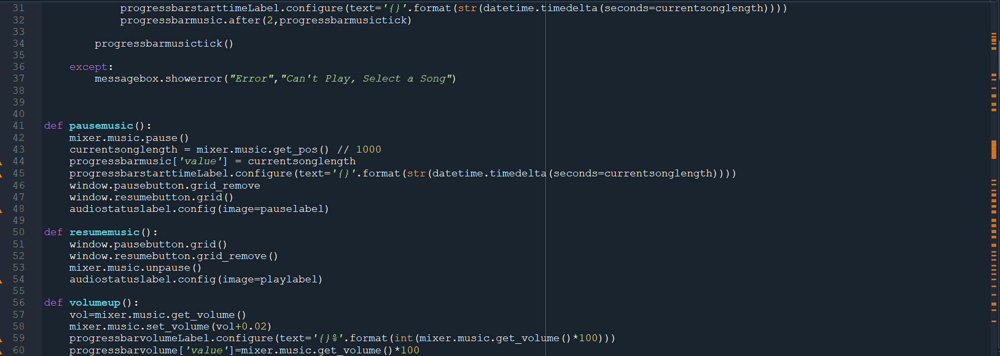 31 progressbarstarttimeLabel.configure(text='{}'.format(str(datetime.timedelta(seconds=currentsonglength))))
32 progressbarmusic.after(2,progressbarmusictick)
33
34 progressbarmusictick()
35
36 except:
37 messagebox.showerror("Error","Can't Play, Select a Song")
38
39
40
41 def pausemusic():
42 mixer.music.pause()
43 currentsonglength = mixer.music.get_pos() // 1000
44 progressbarmusic['value'] = currentsonglength
45 progressbarstarttimeLabel.configure(text='{}'.format(str(datetime.timedelta(seconds=currentsonglength))))
46 window.pausebutton.grid_remove
47 window.resumebutton.grid()
48 audiostatuslabel.config(image=pauselabel)
49
50 def resumemusic():
51 window.pausebutton.grid()
52 window.resumebutton.grid_remove()
53 mixer.music.unpause()
54 audiostatuslabel.config(image=playlabel)
55
56 def volumeup():
57 vol=mixer.music.get_volume()
58 mixer.music.set_volume(vol+0.02)
59 progressbarvolumeLabel.configure(text='{}%'.format(int(mixer.music.get_volume()*100)))
60 progressbarvolume['value']=mixer.music.get_volume()*100